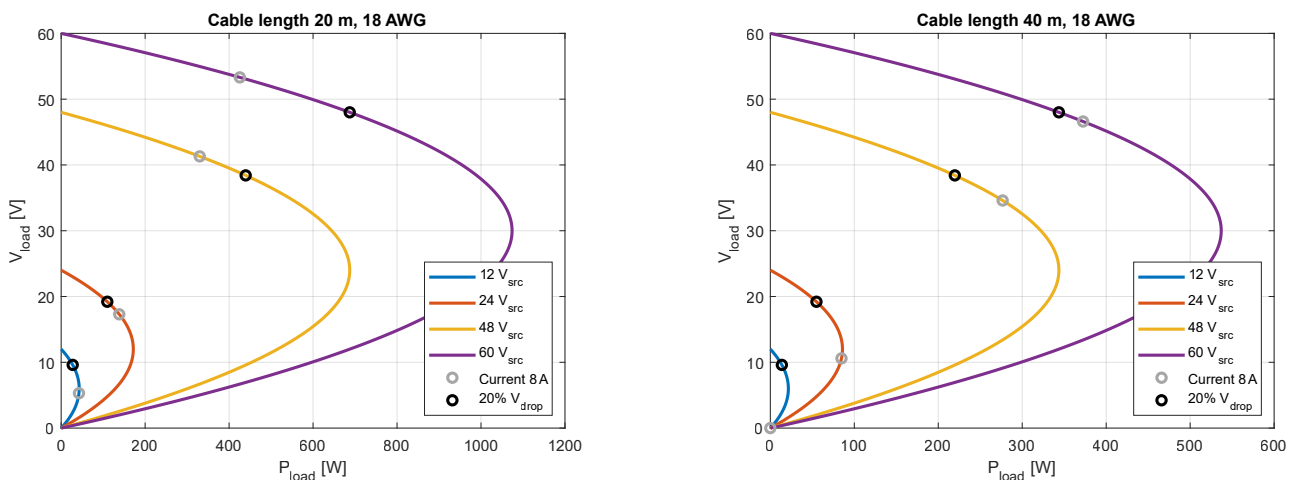 Cable length 20 m, 18 AWG
60
50
40
30
20
10
0
V_load [V]
0 200 400 600 800 1000 1200
P_load [W]
12 V_src
24 V_src
48 V_src
60 V_src
Current 8 A
20% V_drop
Cable length 40 m, 18 AWG
60
50
40
30
20
10
0
V_load [V]
0 100 200 300 400 500 600
P_load [W]
12 V_src
24 V_src
48 V_src
60 V_src
Current 8 A
20% V_drop